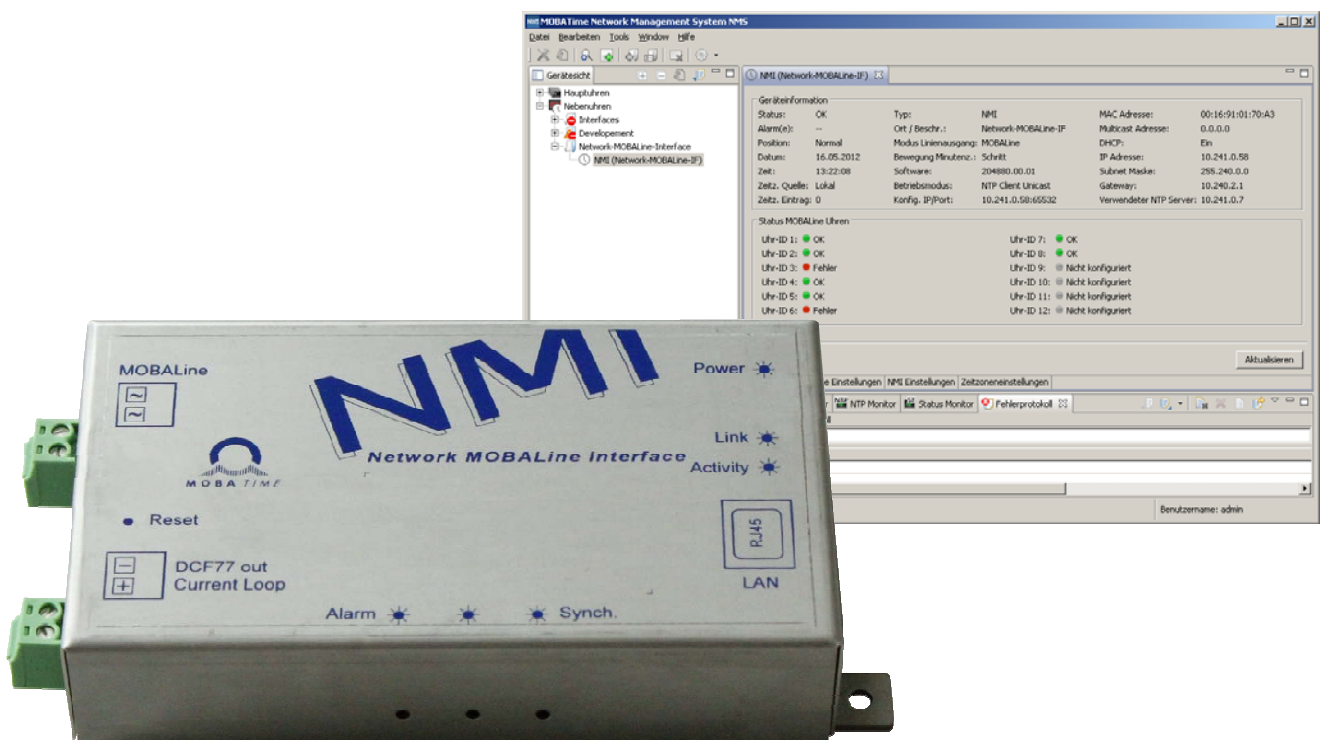 MOBATime Network Management System NMS
Datei Bearbeiten Tools Window Hilfe
Gerätesicht
NMI (Network-MOBALine-IF)
Hauptuhren
Nebenuhren
Interfaces
Developement
Network-MOBALine-Interface
NMI (Network-MOBALine-IF)
Geräteinformation
Status: OK Typ: NMI MAC Adresse: 00:16:91:01:70:A3
Alarm(e): -- Ort / Beschr.: Network-MOBALine-IF Multicast Adresse: 0.0.0.0
Position: Normal Modus Linienausgang: MOBALine DHCP: Ein
Datum: 16.05.2012 Bewegung Minutenz.: Schritt IP Adresse: 10.241.0.58
Zeit: 13:22:08 Software: 204880.00.01 Subnet Maske: 255.240.0.0
Zeitz. Quelle: Lokal Betriebsmodus: NTP Client Unicast Gateway: 10.240.2.1
Zeitz. Eintrag: 0 Konfig. IP/Port: 10.241.0.58:65532 Verwendeter NTP Server: 10.241.0.7
Status MOBALine Uhren
Uhr-ID 1: OK Uhr-ID 7: OK
Uhr-ID 2: OK Uhr-ID 8: OK
Uhr-ID 3: Fehler Uhr-ID 9: Nicht konfiguriert
Uhr-ID 4: OK Uhr-ID 10: Nicht konfiguriert
Uhr-ID 5: OK Uhr-ID 11: Nicht konfiguriert
Uhr-ID 6: Fehler Uhr-ID 12: Nicht konfiguriert
Aktualisieren
e Einstellungen NMI Einstellungen Zeitzoneneinstellungen
NTP Monitor Status Monitor Fehlerprotokoll
Benutzername: admin
MOBALine
NMI
Network MOBALine Interface
Power
Link
Activity
MOBATIME
Reset
RJ45
LAN
DCF77 out
Current Loop
Alarm
Synch.